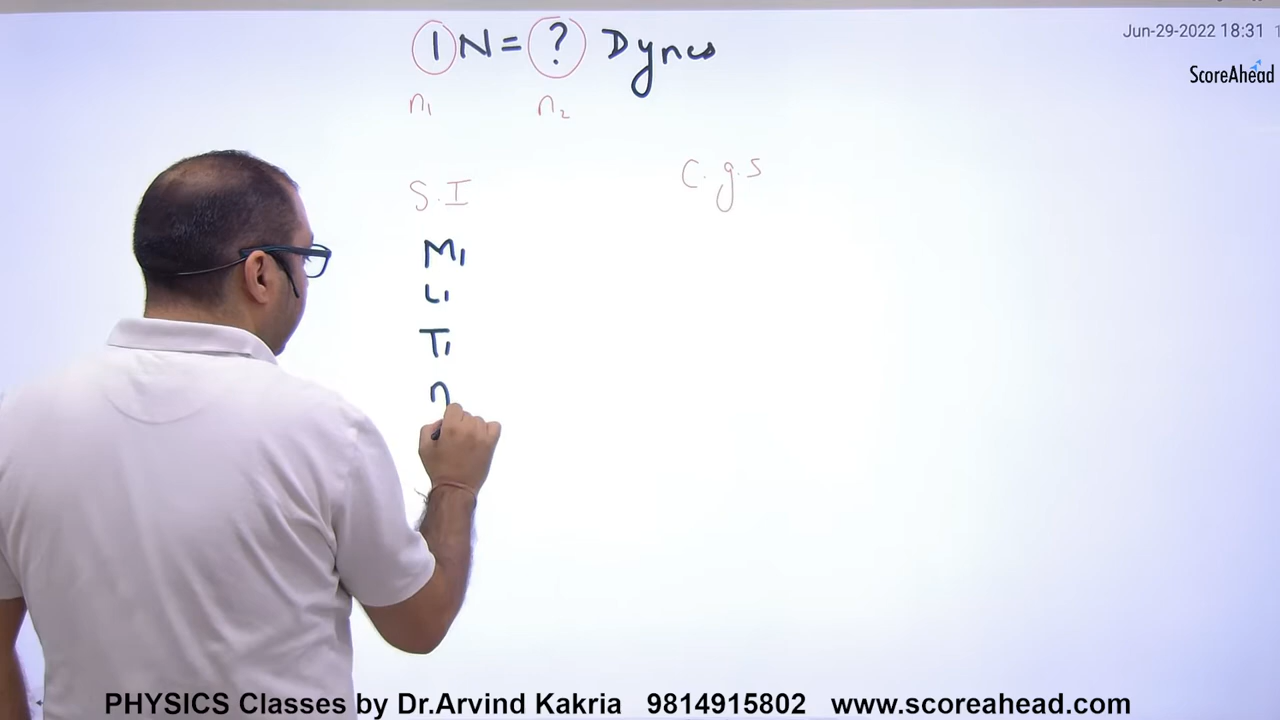 1 N = ? Dynes
n₁ n₂
Jun-29-2022 18:31
ScoreAhead
S.I C.g.s
M₁
L₁
T₁
n
PHYSICS Classes by Dr.Arvind Kakria 9814915802 www.scoreahead.com